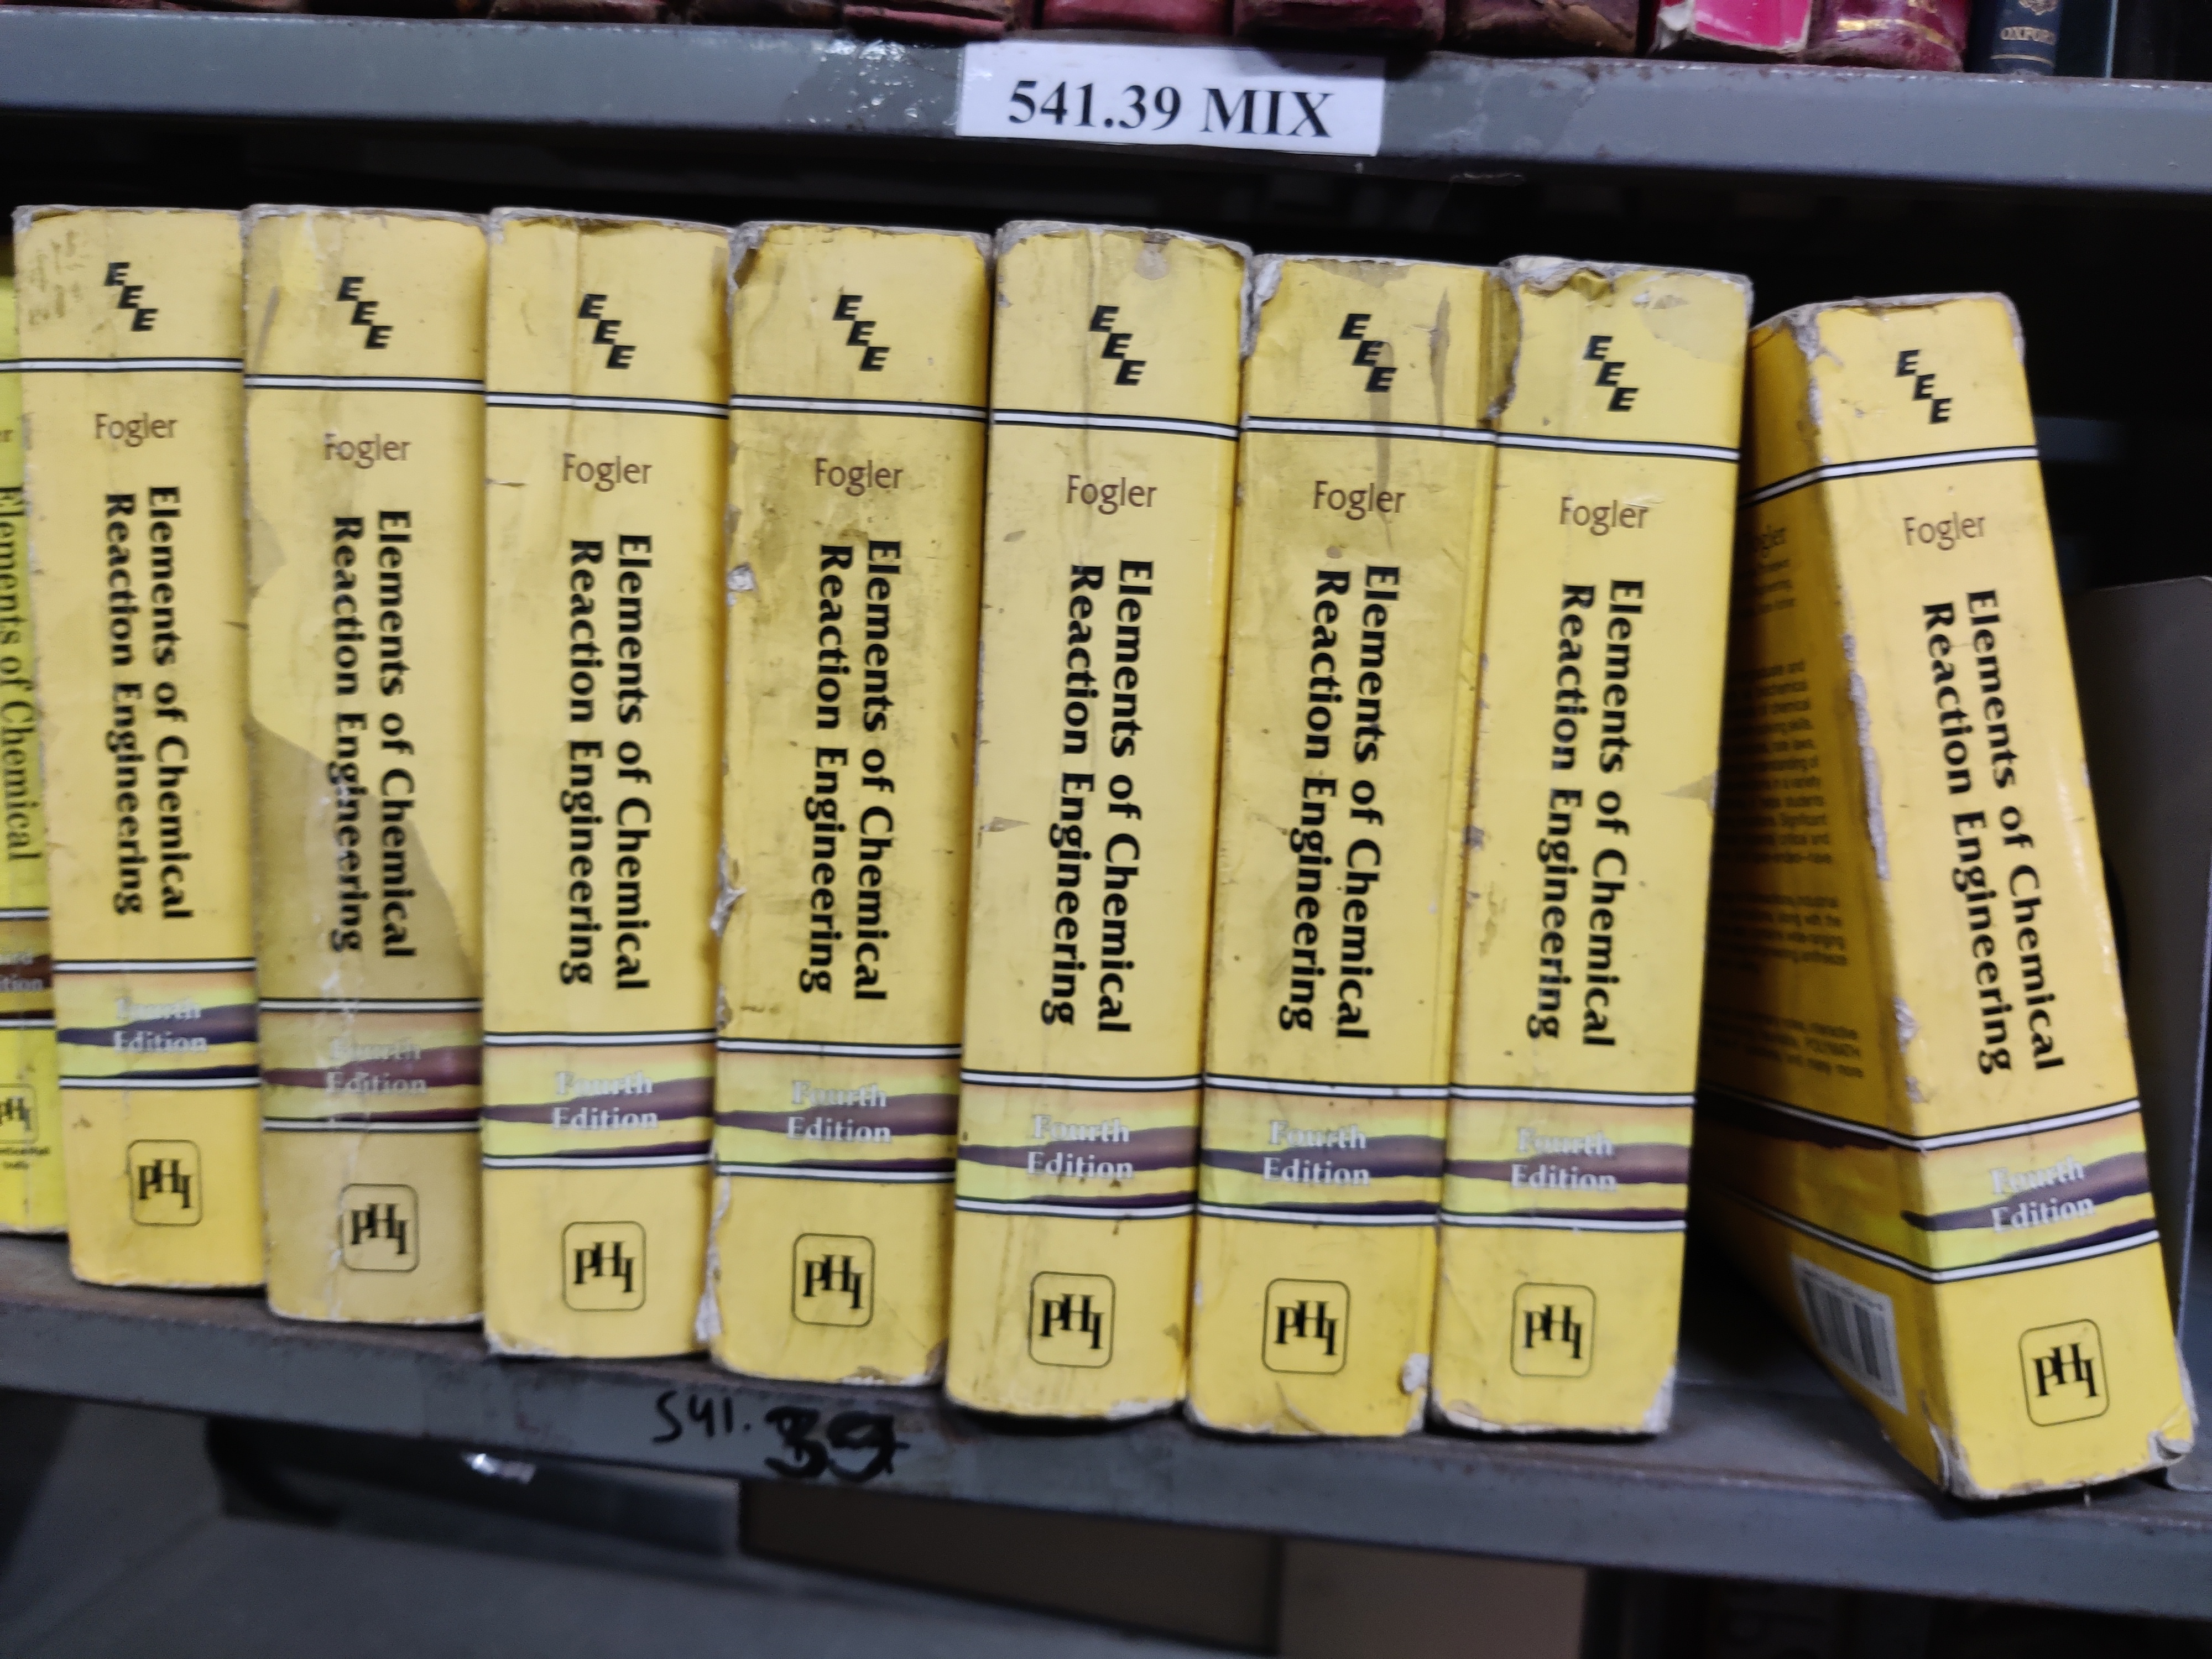 OXFORD
541.39 MIX
Elements of Chemical
EEE
Fogler
Elements of Chemical
Reaction Engineering
Fourth
Edition
PHI
EEE
Fogler
Elements of Chemical
Reaction Engineering
Fourth
Edition
PHI
EEE
Fogler
Elements of Chemical
Reaction Engineering
Fourth
Edition
PHI
EEE
Fogler
Elements of Chemical
Reaction Engineering
Fourth
Edition
PHI
EEE
Fogler
Elements of Chemical
Reaction Engineering
Fourth
Edition
PHI
EEE
Fogler
Elements of Chemical
Reaction Engineering
Fourth
Edition
PHI
EEE
Fogler
Elements of Chemical
Reaction Engineering
Fourth
Edition
PHI
EEE
Fogler
Elements of Chemical
Reaction Engineering
Fourth
Edition
PHI
541.39